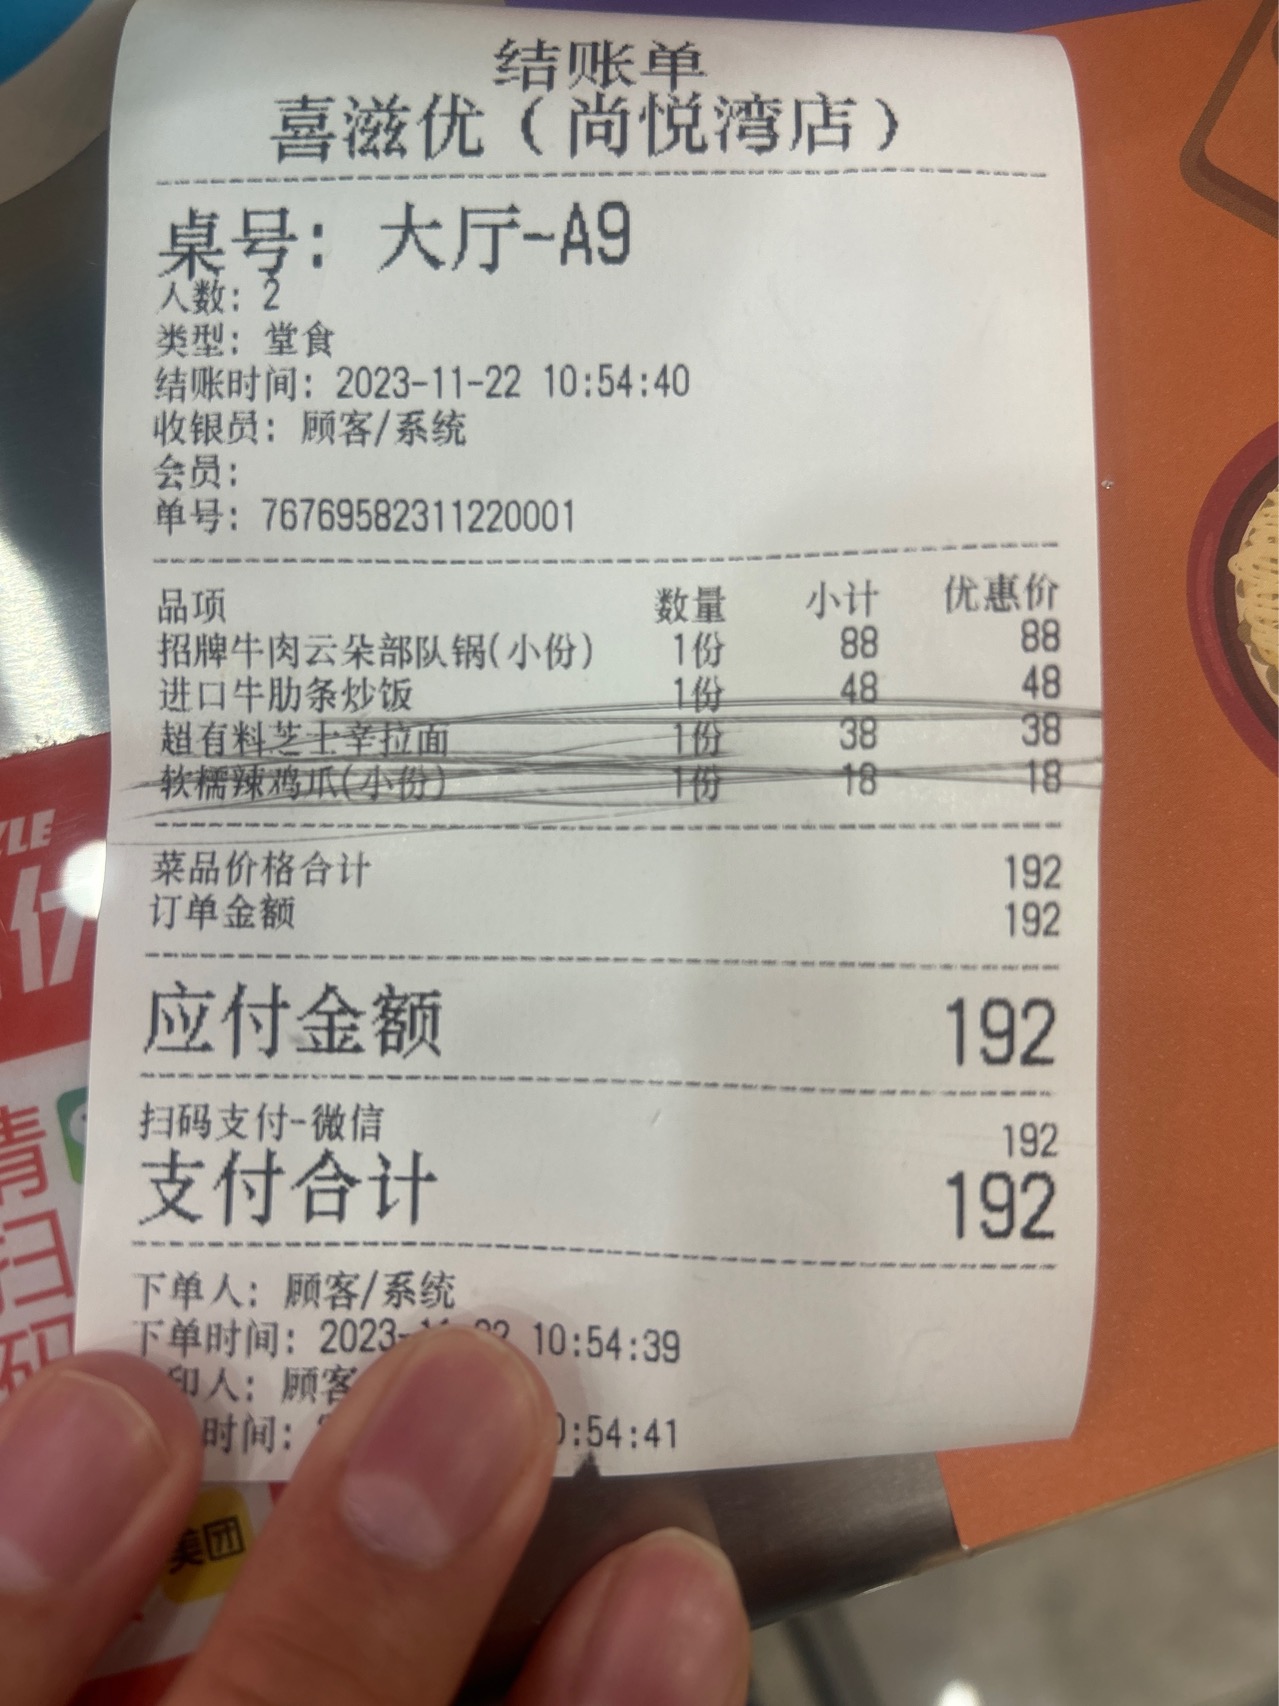 结账单
喜滋优（尚悦湾店）
桌号：大厅-A9
人数：2
类型：堂食
结账时间：2023-11-22 10:54:40
收银员：顾客/系统
会员：
单号：76769582311220001
品项 数量 小计 优惠价
招牌牛肉云朵部队锅(小份) 1份 88 88
进口牛肋条炒饭 1份 48 48
超有料芝士辛拉面 1份 38 38
软糯辣鸡爪(小份) 1份 18 18
菜品价格合计 192
订单金额 192
应付金额 192
扫码支付-微信 192
支付合计 192
下单人：顾客/系统
下单时间：2023-11-22 10:54:39
印人：顾客
时间： :54:41
请
扫
码
美团